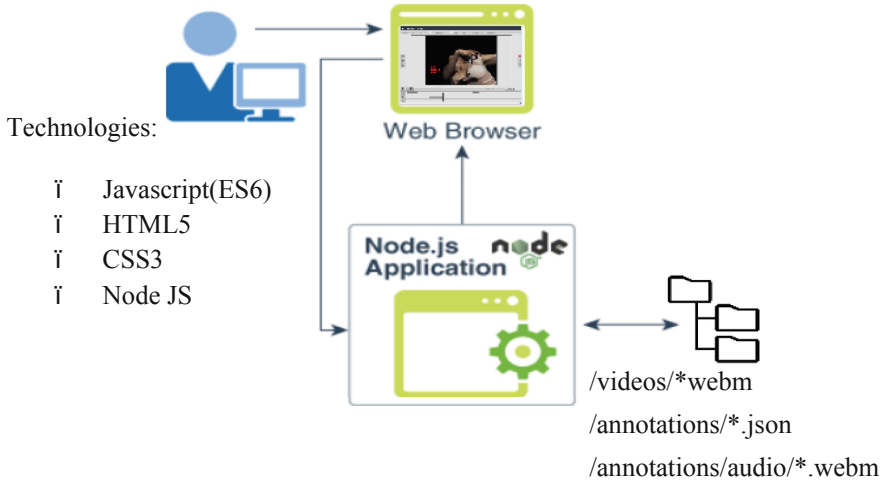 Technologies:
ï Javascript(ES6)
ï HTML5
ï CSS3
ï Node JS
Web Browser
Node.js
Application
node
JS
/videos/*webm
/annotations/*.json
/annotations/audio/*.webm